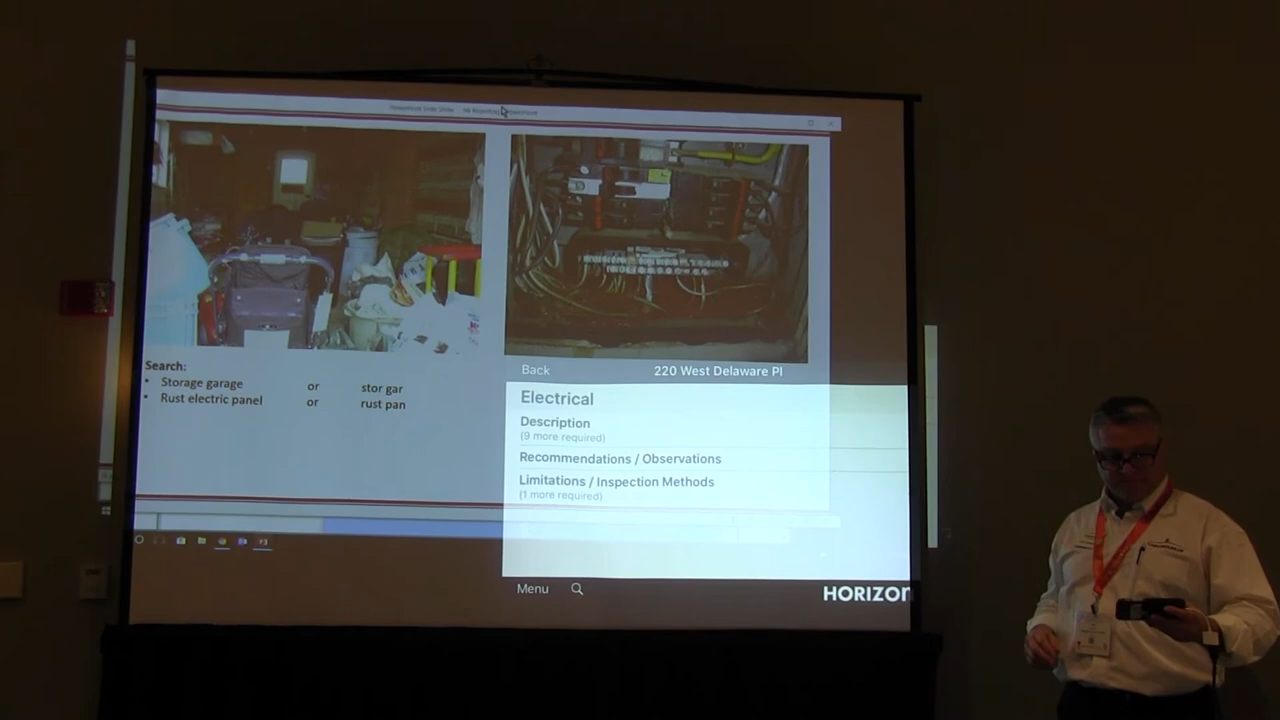 Search:
• Storage garage or stor gar
• Rust electric panel or rust pan
Back 220 West Delaware Pl
Electrical
Description
(9 more required)
Recommendations / Observations
Limitations / Inspection Methods
(1 more required)
Menu
HORIZON